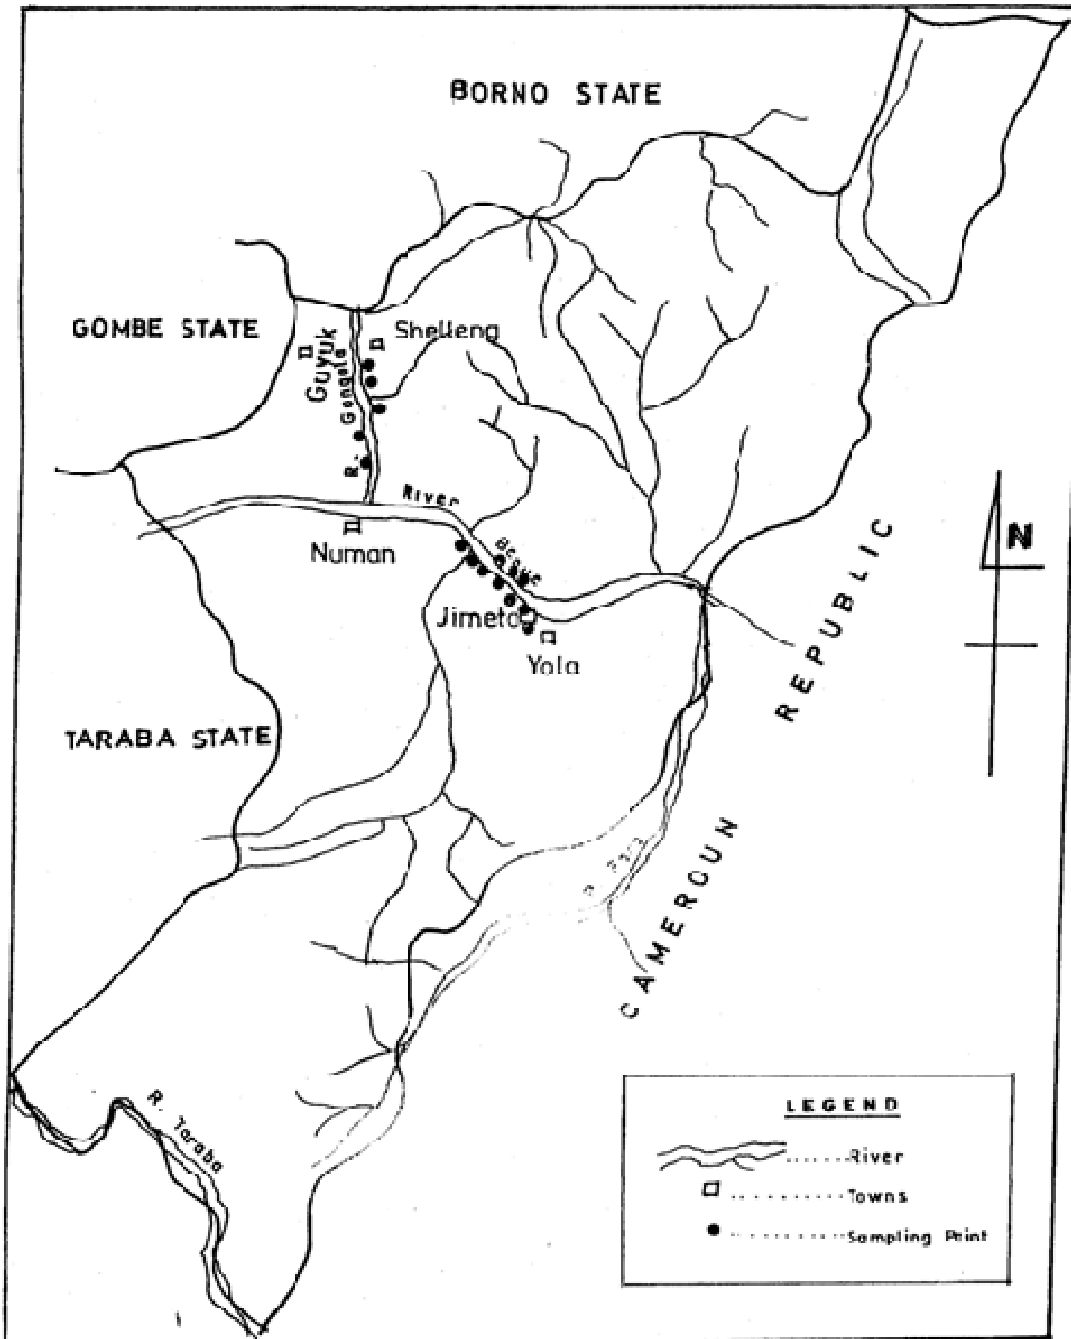 BORNO STATE
GOMBE STATE
Shelleng
Guyuk
R. Gongola
River Benue
Numan
Jimeta
Yola
N
TARABA STATE
CAMEROUN REPUBLIC
R. Taraba
LEGEND
River
Towns
Sampling Point